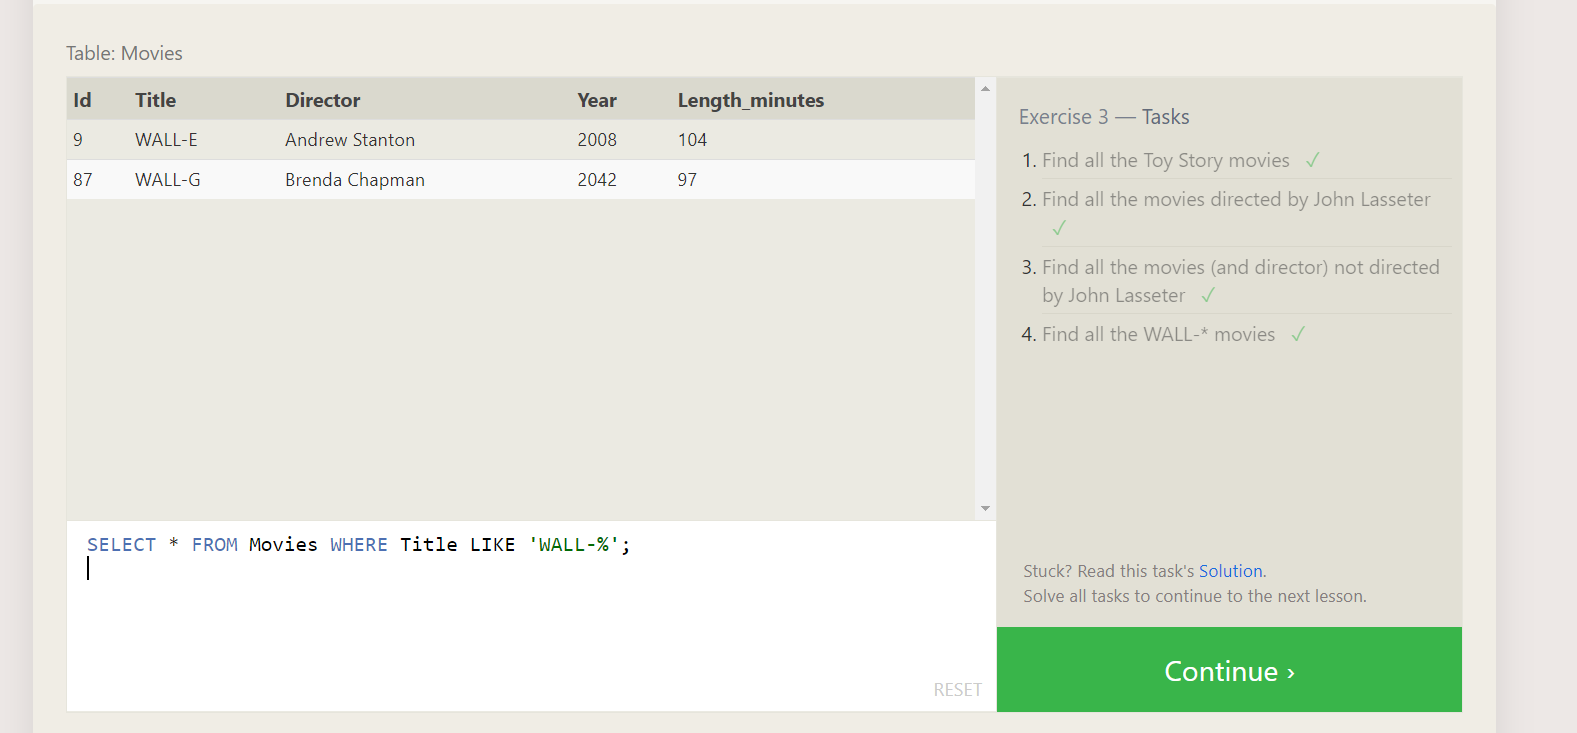 Table: Movies
Id Title Director Year Length_minutes
9 WALL-E Andrew Stanton 2008 104
87 WALL-G Brenda Chapman 2042 97
SELECT * FROM Movies WHERE Title LIKE 'WALL-%';
RESET
Exercise 3 — Tasks
1. Find all the Toy Story movies ✓
2. Find all the movies directed by John Lasseter
✓
3. Find all the movies (and director) not directed
by John Lasseter ✓
4. Find all the WALL-* movies ✓
Stuck? Read this task's Solution.
Solve all tasks to continue to the next lesson.
Continue ›